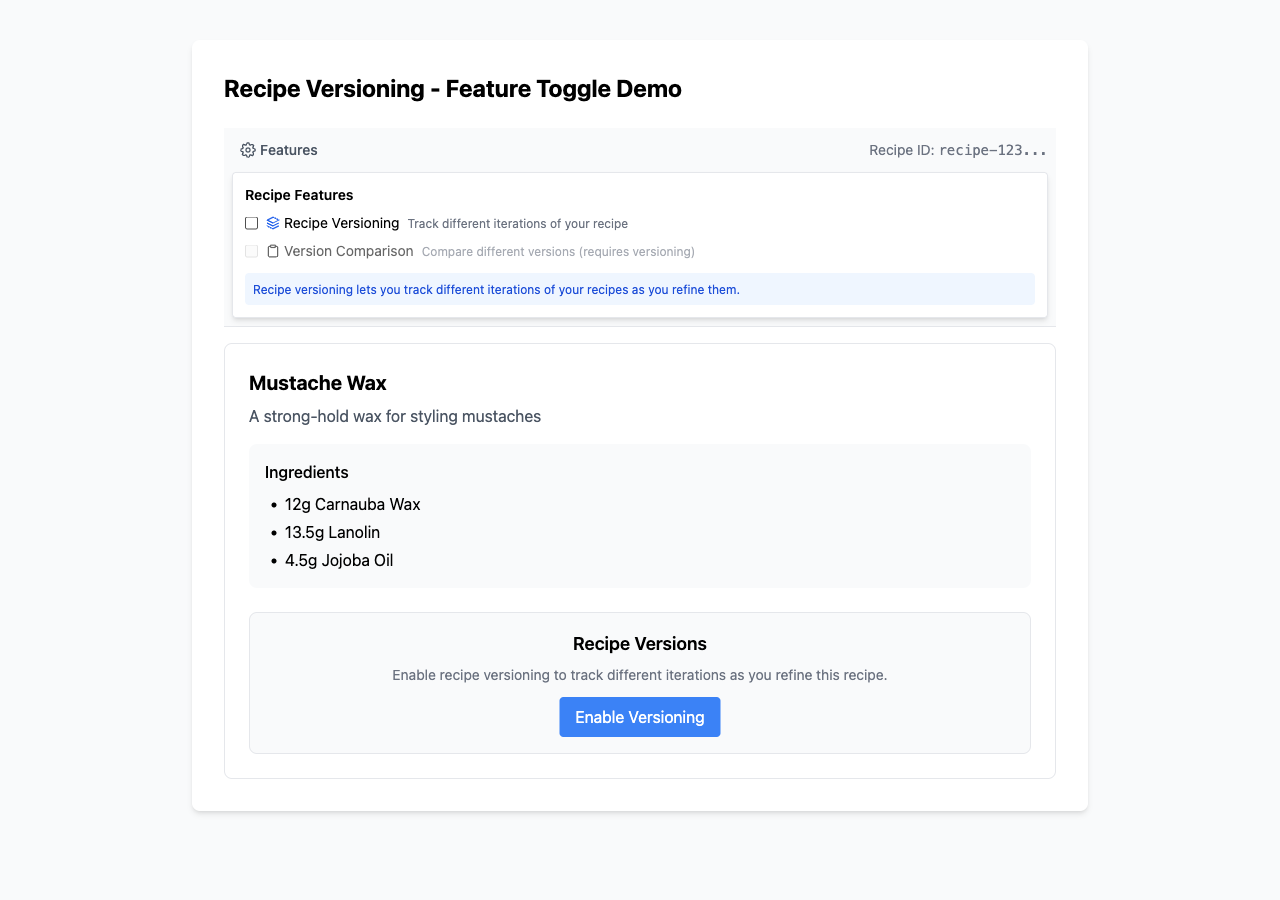 Recipe Versioning - Feature Toggle Demo
Features
Recipe ID: recipe-123...
Recipe Features
Recipe Versioning Track different iterations of your recipe
Version Comparison Compare different versions (requires versioning)
Recipe versioning lets you track different iterations of your recipes as you refine them.
Mustache Wax
A strong-hold wax for styling mustaches
Ingredients
• 12g Carnauba Wax
• 13.5g Lanolin
• 4.5g Jojoba Oil
Recipe Versions
Enable recipe versioning to track different iterations as you refine this recipe.
Enable Versioning